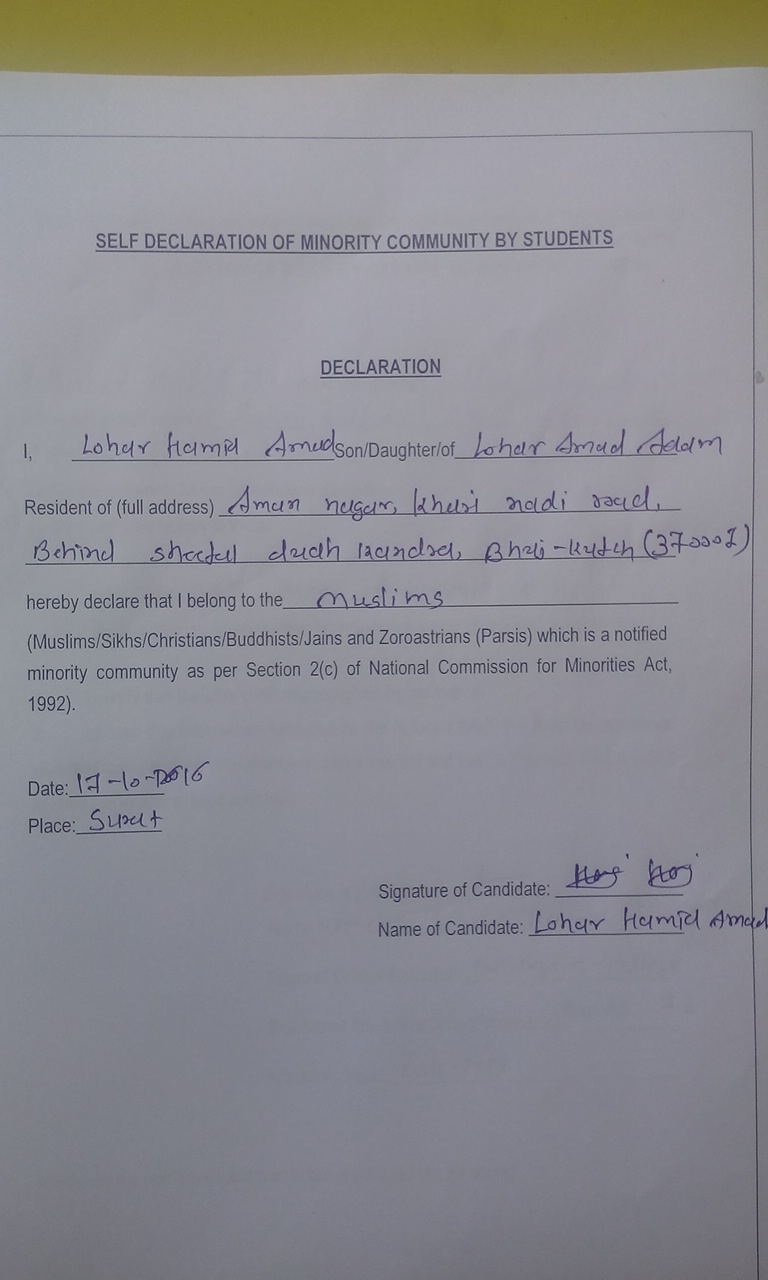 SELF DECLARATION OF MINORITY COMMUNITY BY STUDENTS
DECLARATION
I, Lohar Hamid Amad Son/Daughter/of Lohar Amad Adam
Resident of (full address) Aman nagar, khari nadi road,
Behind sheetal dudh kendra, Bhuj-Kutch (370001)
hereby declare that I belong to the muslims
(Muslims/Sikhs/Christians/Buddhists/Jains and Zoroastrians (Parsis) which is a notified
minority community as per Section 2(c) of National Commission for Minorities Act,
1992).
Date: 17-10-2016
Place: Surat
Signature of Candidate:
Name of Candidate: Lohar Hamid Amad